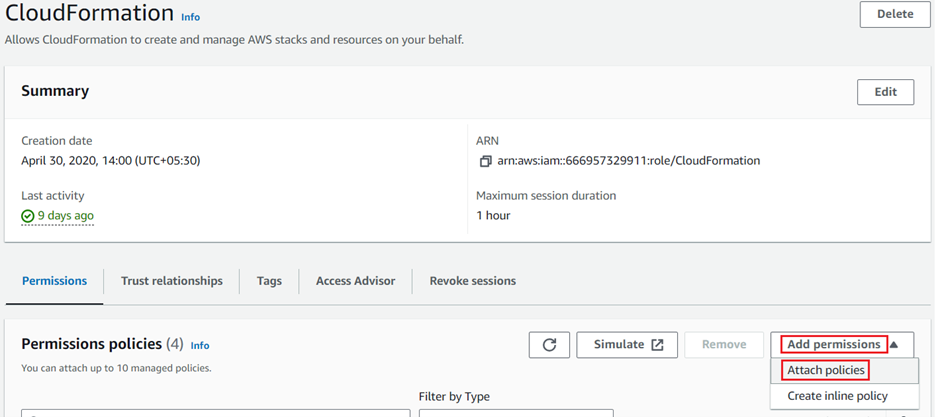 CloudFormation Info
Delete
Allows CloudFormation to create and manage AWS stacks and resources on your behalf.
Summary
Edit
Creation date
April 30, 2020, 14:00 (UTC+05:30)
ARN
arn:aws:iam::666957329911:role/CloudFormation
Last activity
9 days ago
Maximum session duration
1 hour
Permissions
Trust relationships
Tags
Access Advisor
Revoke sessions
Permissions policies (4) Info
Simulate
Remove
Add permissions
You can attach up to 10 managed policies.
Attach policies
Create inline policy
Filter by Type